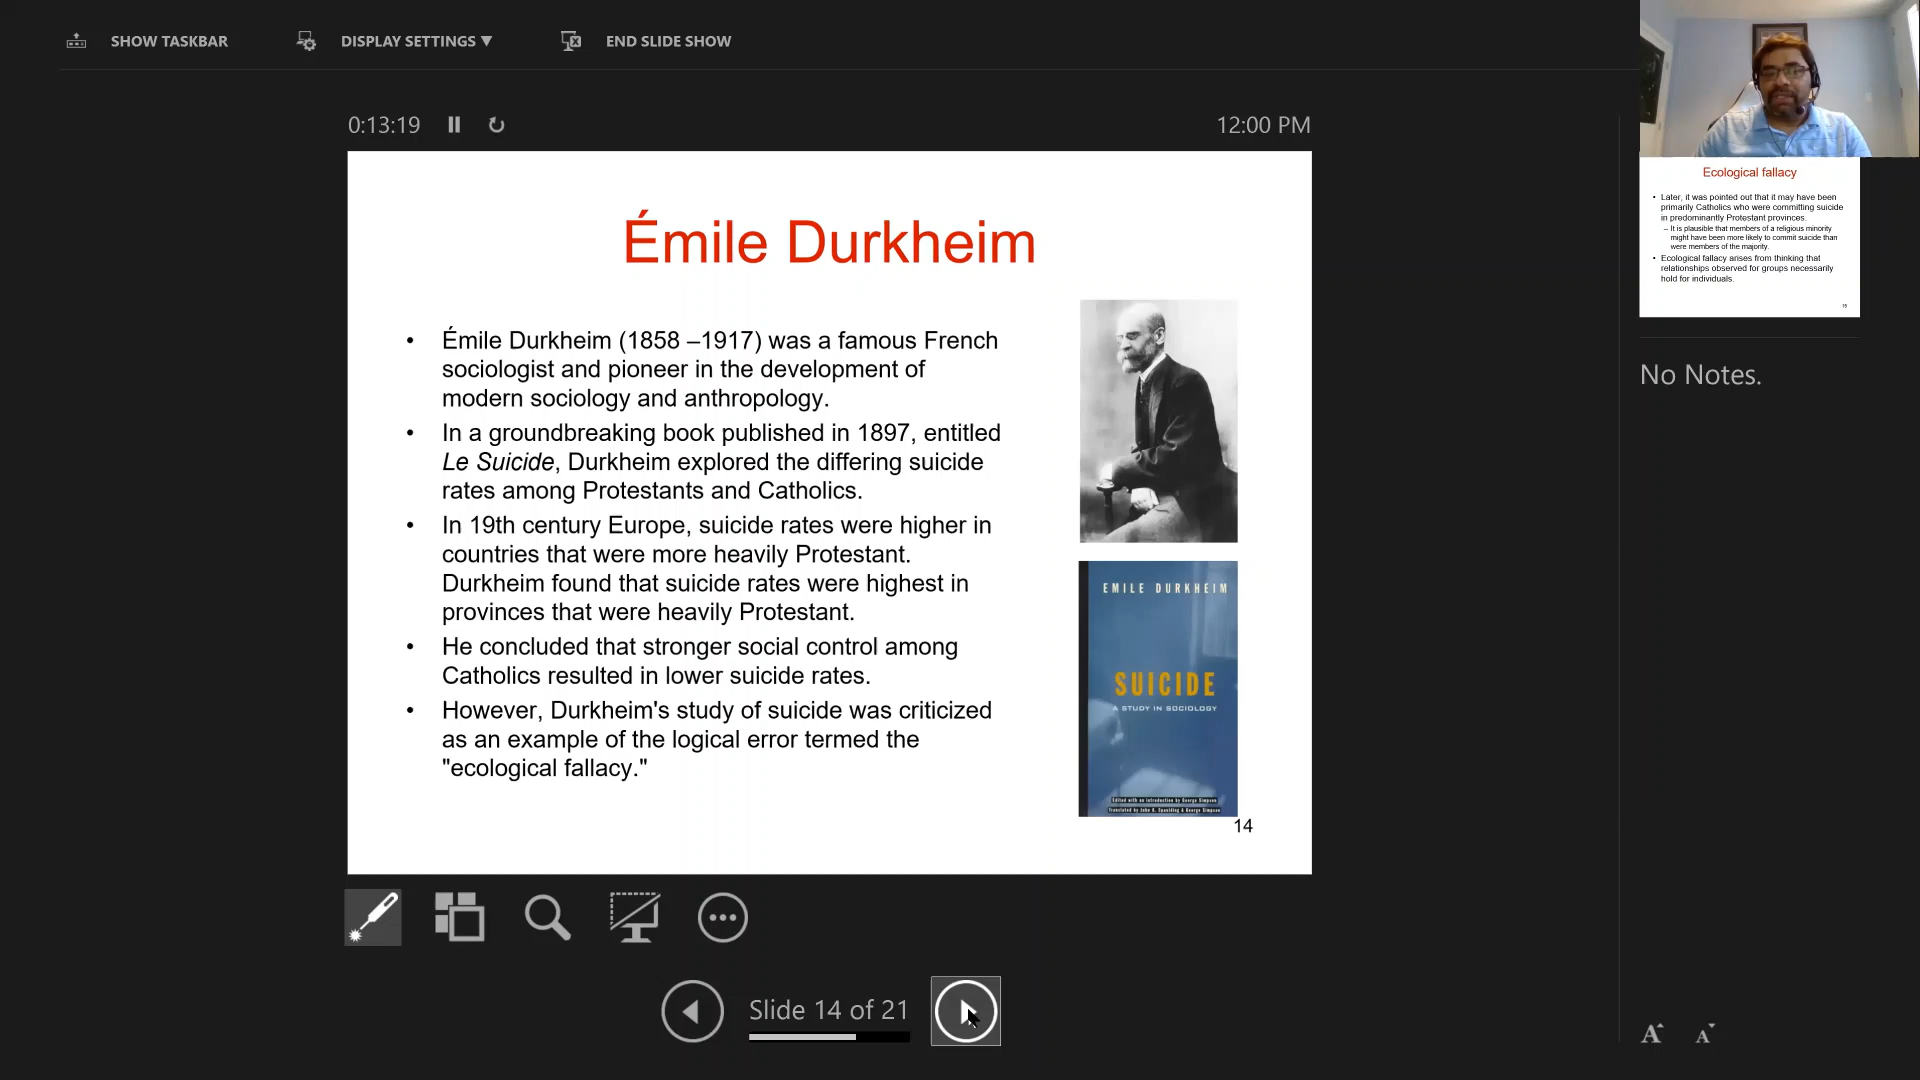 SHOW TASKBAR
DISPLAY SETTINGS ▼
END SLIDE SHOW
0:13:19
12:00 PM
Émile Durkheim
• Émile Durkheim (1858 –1917) was a famous French
sociologist and pioneer in the development of
modern sociology and anthropology.
• In a groundbreaking book published in 1897, entitled
Le Suicide, Durkheim explored the differing suicide
rates among Protestants and Catholics.
• In 19th century Europe, suicide rates were higher in
countries that were more heavily Protestant.
Durkheim found that suicide rates were highest in
provinces that were heavily Protestant.
• He concluded that stronger social control among
Catholics resulted in lower suicide rates.
• However, Durkheim's study of suicide was criticized
as an example of the logical error termed the
"ecological fallacy."
EMILE DURKHEIM
SUICIDE
A STUDY IN SOCIOLOGY
Edited with an introduction by George Simpson
Translated by John A. Spaulding & George Simpson
14
Slide 14 of 21
Ecological fallacy
• Later, it was pointed out that it may have been
primarily Catholics who were committing suicide
in predominantly Protestant provinces.
– It is plausible that members of a religious minority
might have been more likely to commit suicide than
were members of the majority.
• Ecological fallacy arises from thinking that
relationships observed for groups necessarily
hold for individuals.
15
No Notes.
A A